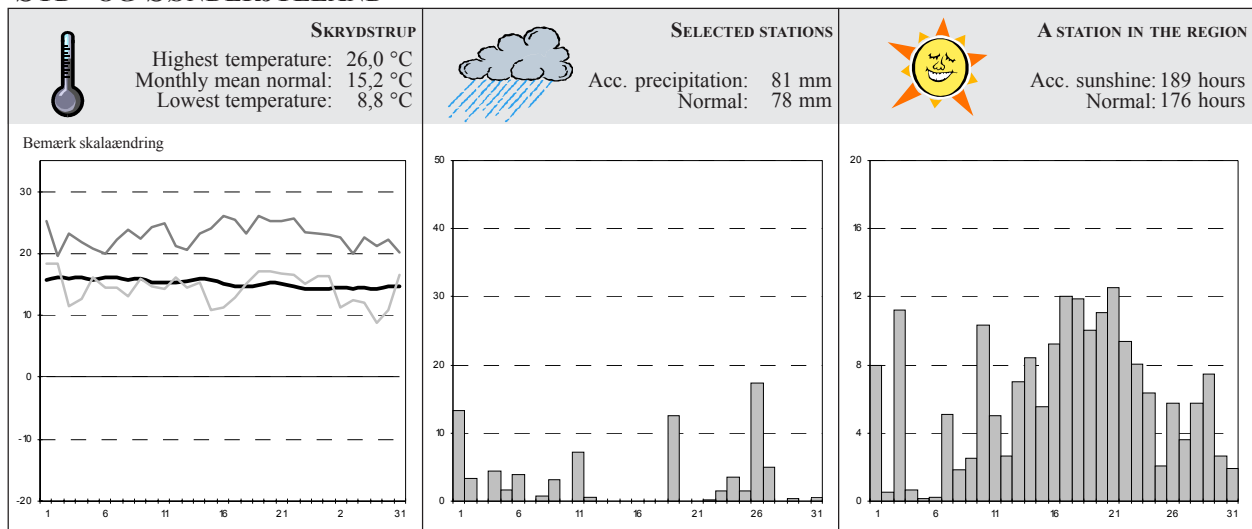 SKRYDSTRUP
Highest temperature: 26,0 °C
Monthly mean normal: 15,2 °C
Lowest temperature: 8,8 °C
SELECTED STATIONS
Acc. precipitation: 81 mm
Normal: 78 mm
A STATION IN THE REGION
Acc. sunshine: 189 hours
Normal: 176 hours
Bemærk skalaændring
30
20
10
0
-10
-20
1 6 11 16 21 2 31
50
40
30
20
10
0
1 6 11 16 21 26 31
20
16
12
8
4
0
1 6 11 16 21 26 31